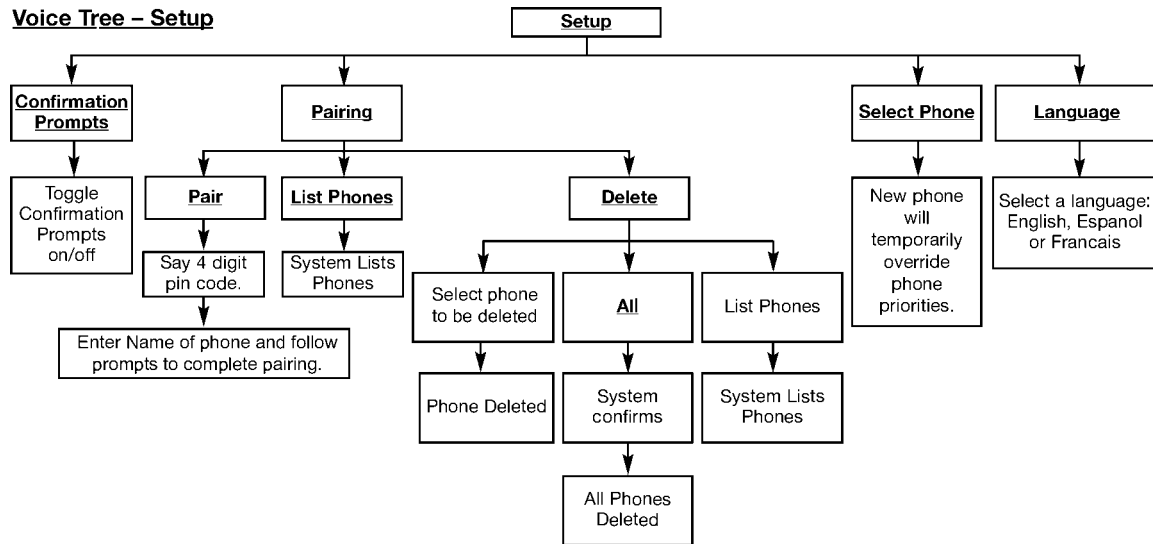 Voice Tree – Setup
Setup
Confirmation
Prompts
Pairing
Select Phone
Language
Toggle
Confirmation
Prompts
on/off
Pair
List Phones
Delete
New phone
will
temporarily
override
phone
priorities.
Select a language:
English, Espanol
or Francais
Say 4 digit
pin code.
System Lists
Phones
Select phone
to be deleted
All
List Phones
Enter Name of phone and follow
prompts to complete pairing.
Phone Deleted
System
confirms
System Lists
Phones
All Phones
Deleted